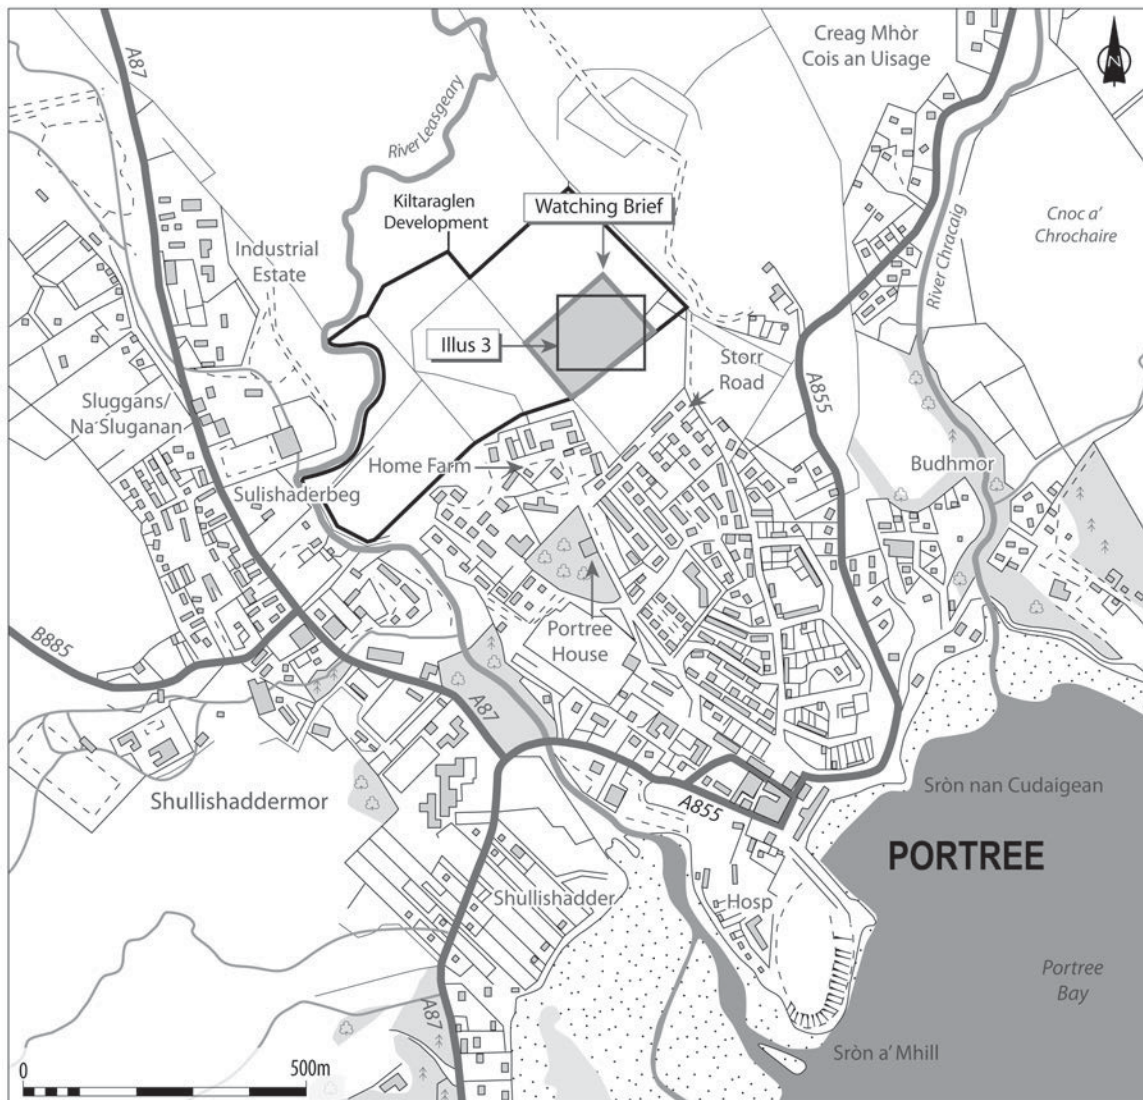 A87
Creag Mhòr
Cois an Uisage
N
River Leasgeary
Kiltaraglen
Development
Watching Brief
River Chracaig
Cnoc a'
Chrochaire
Industrial
Estate
Illus 3
Storr
Road
A855
Sluggans/
Na Sluganan
Home Farm
Budhmor
Sulishaderbeg
B885
Portree
House
A87
Shullishaddermor
A855
Sròn nan Cudaigean
PORTREE
Shullishadder
Hosp
Portree
Bay
A87
Sròn a' Mhill
0
500m